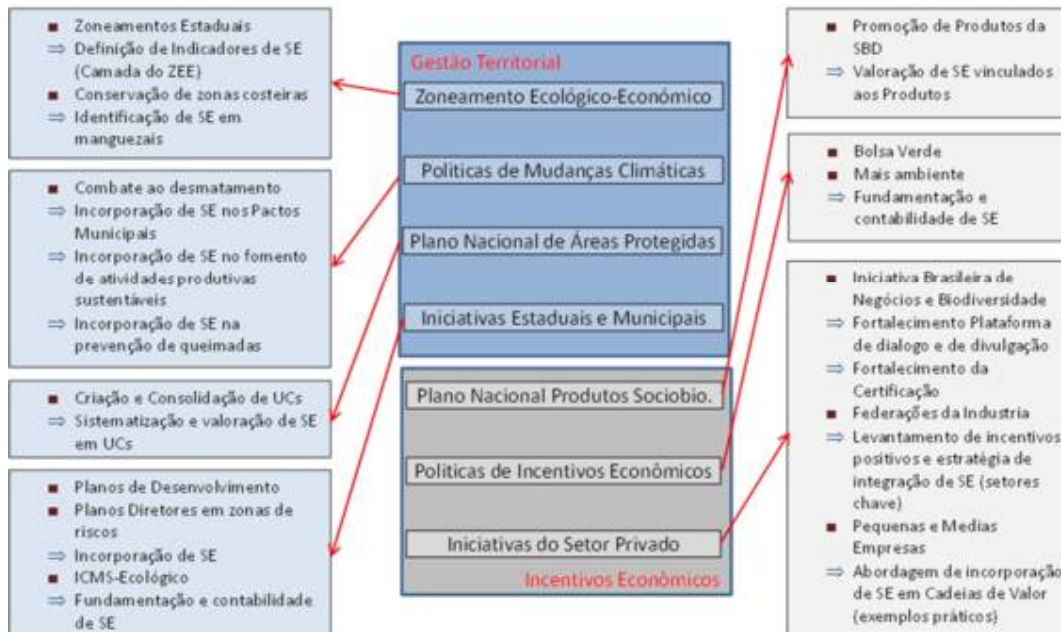 ■ Zoneamentos Estaduais
⇒ Definição de Indicadores de SE
(Camada do ZEE)
■ Conservação de zonas costeiras
⇒ Identificação de SE em
manguezais
■ Combate ao desmatamento
⇒ Incorporação de SE nos Pactos
Municipais
⇒ Incorporação de SE no fomento
de atividades produtivas
sustentáveis
⇒ Incorporação de SE na
prevenção de queimadas
■ Criação e Consolidação de UCs
⇒ Sistematização e valoração de SE
em UCs
■ Planos de Desenvolvimento
■ Planos Diretores em zonas de
riscos
⇒ Incorporação de SE
■ ICMS-Ecológico
⇒ Fundamentação e contabilidade
de SE
Gestão Territorial
Zoneamento Ecológico-Económico
Politicas de Mudanças Climáticas
Plano Nacional de Áreas Protegidas
Iniciativas Estaduais e Municipais
Plano Nacional Produtos Sociobio.
Politicas de Incentivos Econômicos
Iniciativas do Setor Privado
Incentivos Econômicos
■ Promoção de Produtos da
SBD
⇒ Valoração de SE vinculados
aos Produtos
■ Bolsa Verde
■ Mais ambiente
⇒ Fundamentação e
contabilidade de SE
■ Iniciativa Brasileira de
Negócios e Biodiversidade
⇒ Fortalecimento Plataforma
de dialogo e de divulgação
⇒ Fortalecimento da
Certificação
■ Federações da Industria
⇒ Levantamento de incentivos
positivos e estratégia de
integração de SE (setores
chave)
■ Pequenas e Medias
Empresas
⇒ Abordagem de incorporação
de SE em Cadeias de Valor
(exemplos práticos)